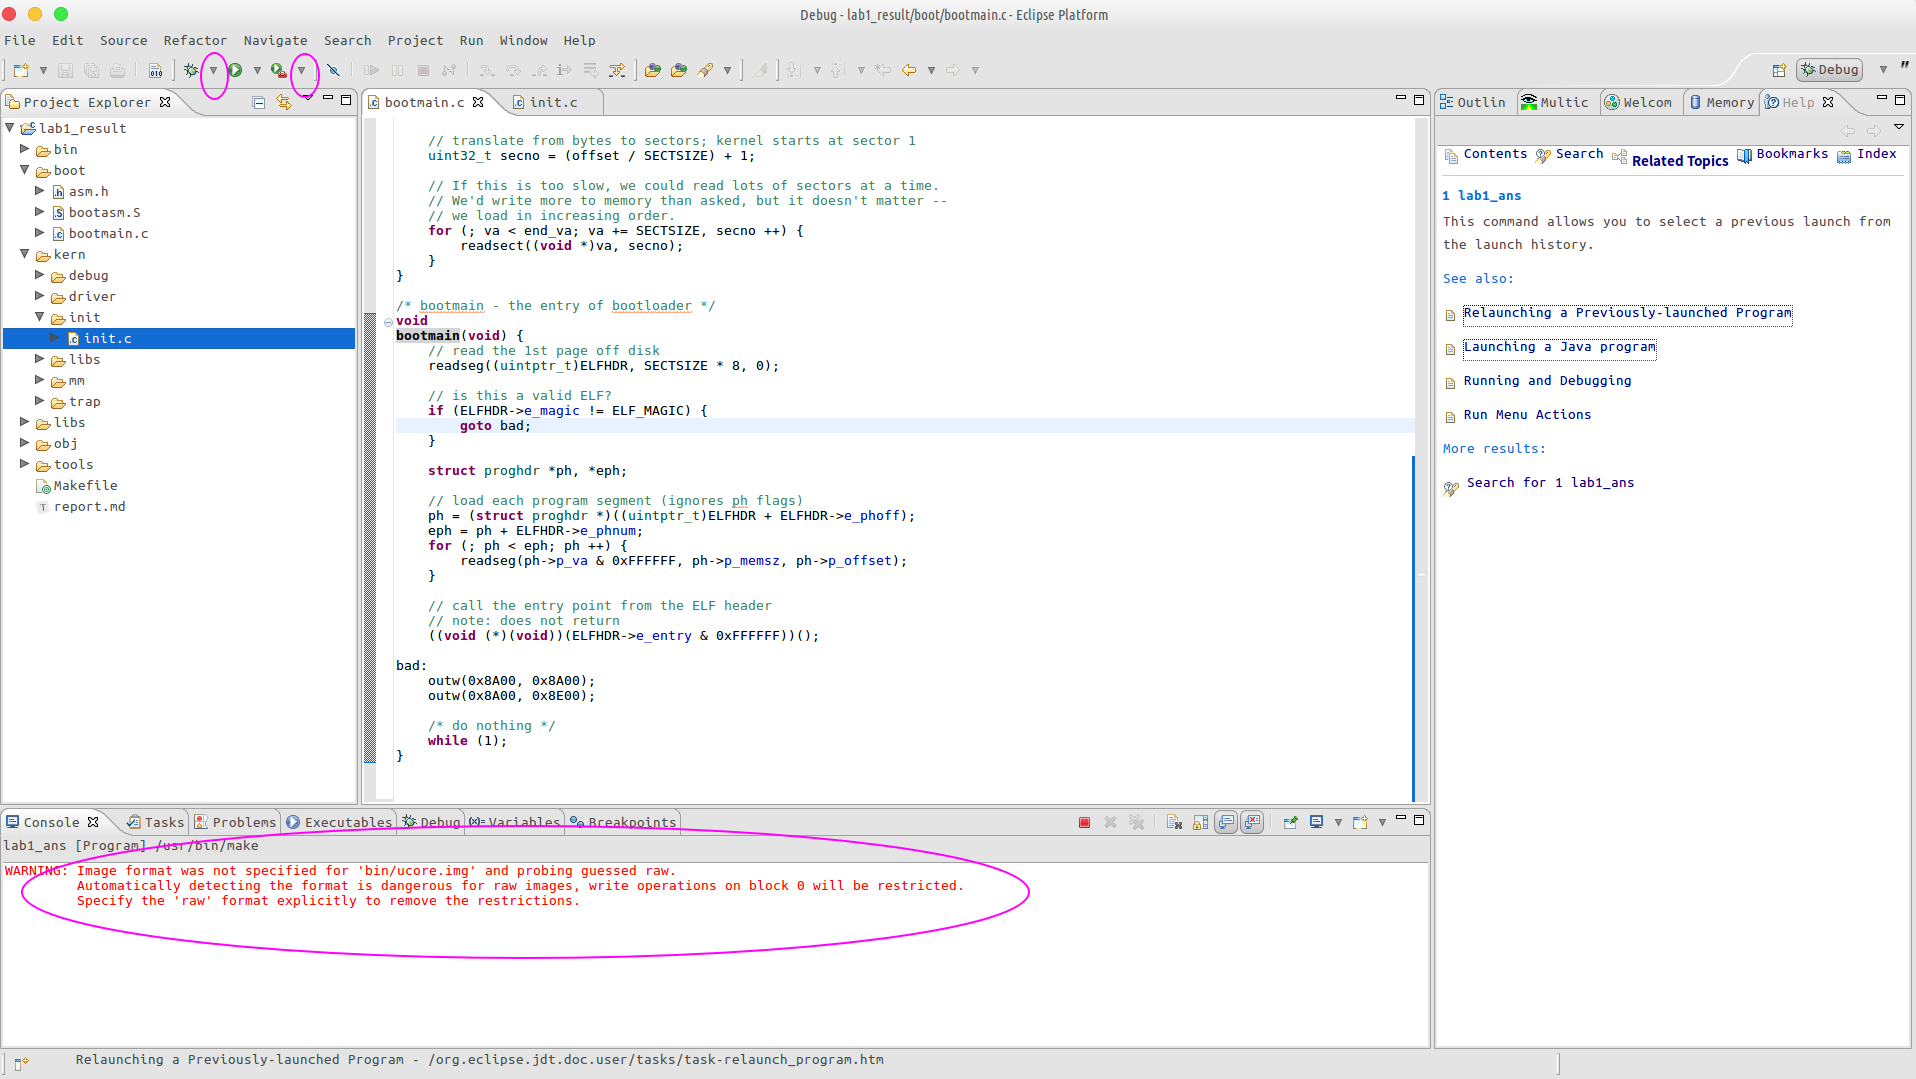 Debug - lab1_result/boot/bootmain.c - Eclipse Platform
File Edit Source Refactor Navigate Search Project Run Window Help
Debug
Project Explorer
lab1_result
bin
boot
asm.h
bootasm.S
bootmain.c
kern
debug
driver
init
init.c
libs
mm
trap
libs
obj
tools
Makefile
report.md
bootmain.c
init.c
// translate from bytes to sectors; kernel starts at sector 1
uint32_t secno = (offset / SECTSIZE) + 1;
// If this is too slow, we could read lots of sectors at a time.
// We'd write more to memory than asked, but it doesn't matter --
// we load in increasing order.
for (; va < end_va; va += SECTSIZE, secno ++) {
readsect((void *)va, secno);
}
}
/* bootmain - the entry of bootloader */
void
bootmain(void) {
// read the 1st page off disk
readseg((uintptr_t)ELFHDR, SECTSIZE * 8, 0);
// is this a valid ELF?
if (ELFHDR->e_magic != ELF_MAGIC) {
goto bad;
}
struct proghdr *ph, *eph;
// load each program segment (ignores ph flags)
ph = (struct proghdr *)((uintptr_t)ELFHDR + ELFHDR->e_phoff);
eph = ph + ELFHDR->e_phnum;
for (; ph < eph; ph ++) {
readseg(ph->p_va & 0xFFFFFF, ph->p_memsz, ph->p_offset);
}
// call the entry point from the ELF header
// note: does not return
((void (*)(void))(ELFHDR->e_entry & 0xFFFFFF))();
bad:
outw(0x8A00, 0x8A00);
outw(0x8A00, 0x8E00);
/* do nothing */
while (1);
}
Outlin Multic Welcom Memory Help
Contents Search Related Topics Bookmarks Index
1 lab1_ans
This command allows you to select a previous launch from
the launch history.
See also:
Relaunching a Previously-launched Program
Launching a Java program
Running and Debugging
Run Menu Actions
More results:
Search for 1 lab1_ans
Console Tasks Problems Executables Debug Variables Breakpoints
lab1_ans [Program] /usr/bin/make
WARNING: Image format was not specified for 'bin/ucore.img' and probing guessed raw.
Automatically detecting the format is dangerous for raw images, write operations on block 0 will be restricted.
Specify the 'raw' format explicitly to remove the restrictions.
Relaunching a Previously-launched Program - /org.eclipse.jdt.doc.user/tasks/task-relaunch_program.htm